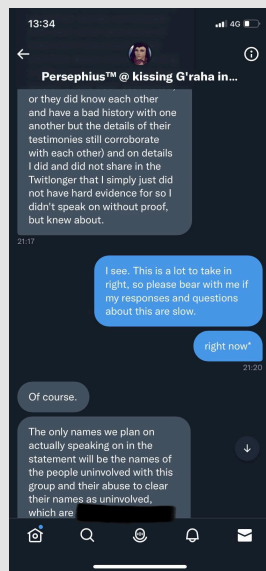 13:34
4G
Persephius™ @ kissing G'raha in...
or they did know each other
and have a bad history with one
another but the details of their
testimonies still corroborate
with each other) and on details
I did and did not share in the
Twitlonger that I simply just did
not have hard evidence for so I
didn't speak on without proof,
but knew about.
21:17
I see. This is a lot to take in
right, so please bear with me if
my responses and questions
about this are slow.
right now*
21:20
Of course.
The only names we plan on
actually speaking on in the
statement will be the names of
the people uninvolved with this
group and their abuse to clear
their names as uninvolved,
which are